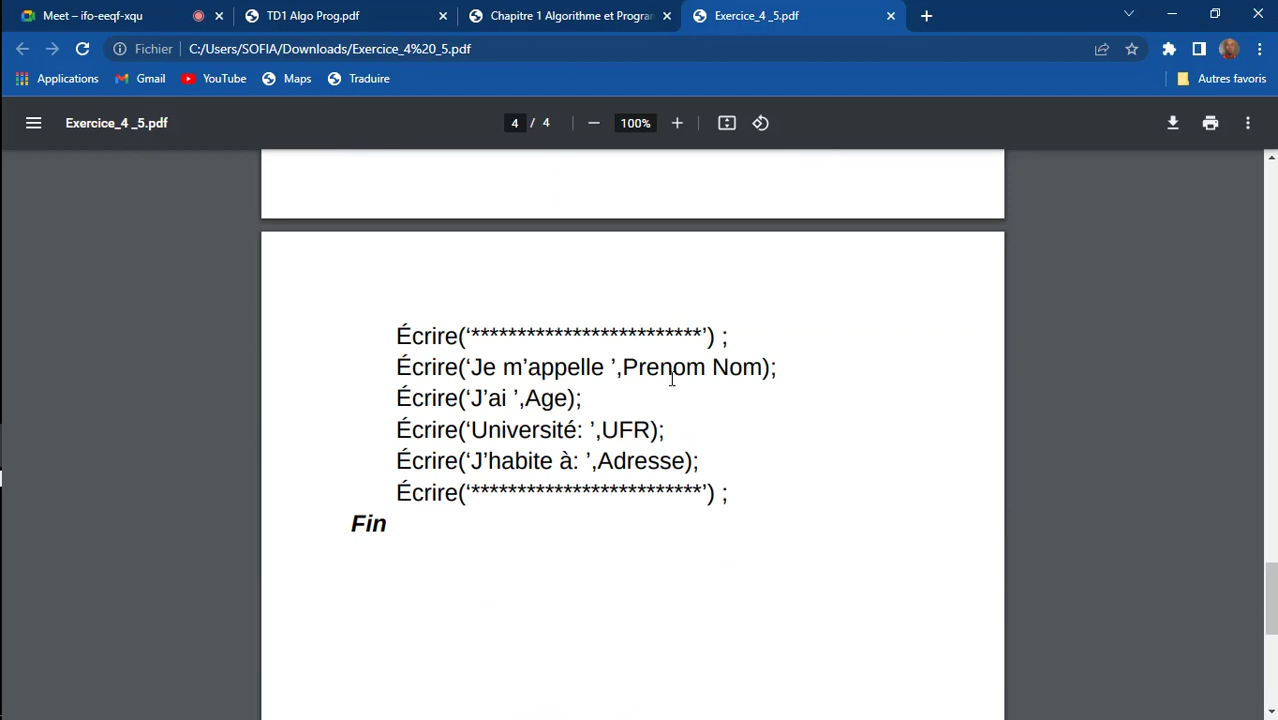 Meet – ifo-eeqf-xqu
TD1 Algo Prog.pdf
Chapitre 1 Algorithme et Progran
Exercice_4 _5.pdf
Fichier
C:/Users/SOFIA/Downloads/Exercice_4%20_5.pdf
Applications
Gmail
YouTube
Maps
Traduire
Autres favoris
Exercice_4 _5.pdf
4 / 4
100%
Écrire(‘*************************’) ;
Écrire(‘Je m’appelle ’,Prenom Nom);
Écrire(‘J’ai ’,Age);
Écrire(‘Université: ’,UFR);
Écrire(‘J’habite à: ’,Adresse);
Écrire(‘*************************’) ;
Fin